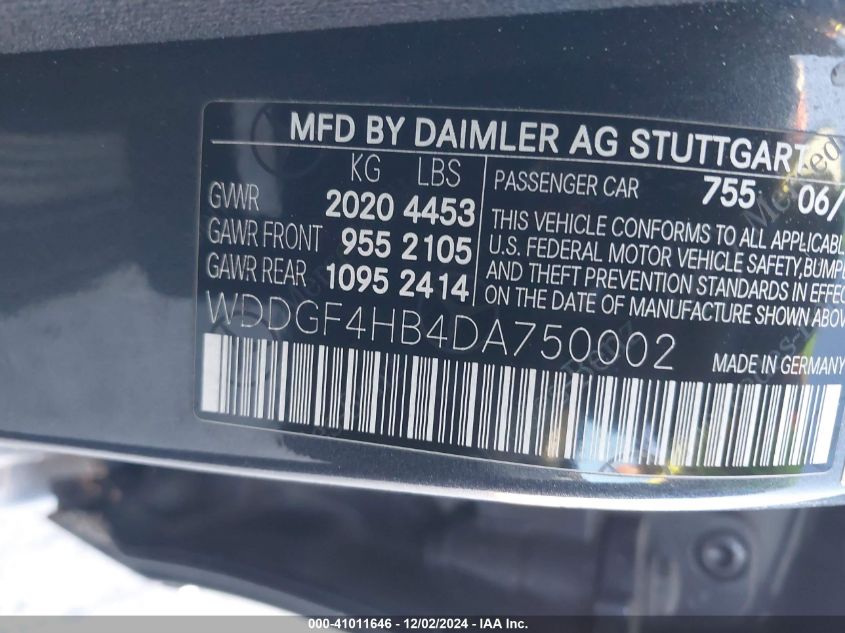 MFD BY DAIMLER AG STUTTGART
KG LBS
GVWR 2020 4453
GAWR FRONT 955 2105
GAWR REAR 1095 2414
PASSENGER CAR 755 06/
THIS VEHICLE CONFORMS TO ALL APPLICABLE
U.S. FEDERAL MOTOR VEHICLE SAFETY, BUMPE
AND THEFT PREVENTION STANDARDS IN EFFEC
ON THE DATE OF MANUFACTURE SHOWN ABOV
WDDGF4HB4DA750002
MADE IN GERMANY
000-41011646 - 12/02/2024 - IAA Inc.